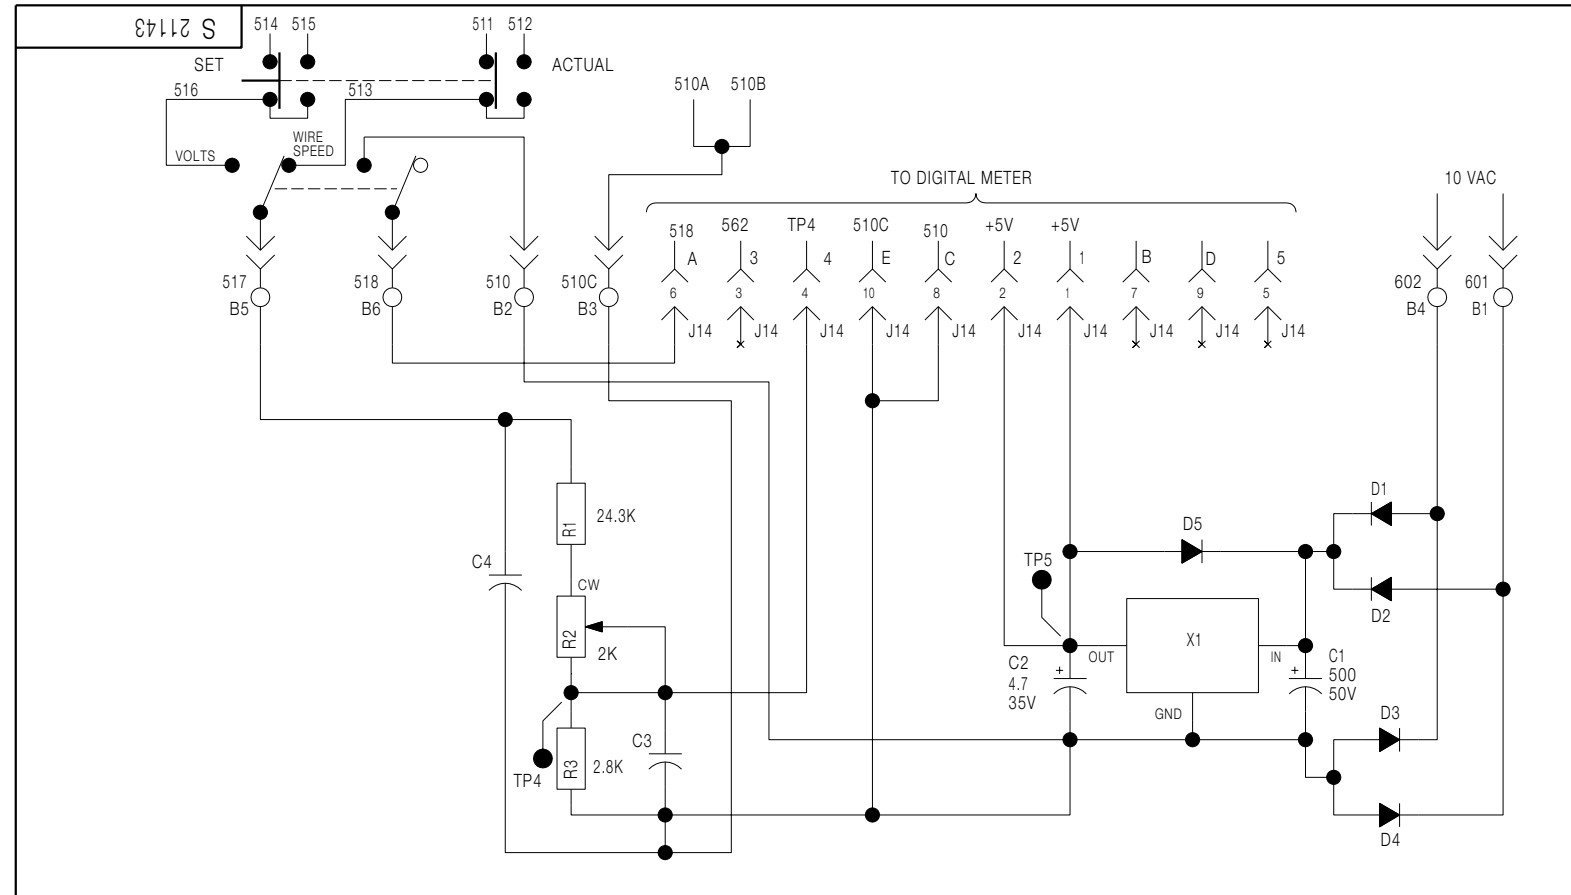 S 21143
514 515
511 512
SET
ACTUAL
516
513
510A 510B
WIRE
SPEED
VOLTS
TO DIGITAL METER
10 VAC
518 562 TP4 510C 510 +5V +5V
A 3 4 E C 2 1 B D 5
517 518 510 510C
6 3 4 10 8 2 1 7 9 5
602 601
B5 B6 B2 B3
B4 B1
J14 J14 J14 J14 J14 J14 J14 J14 J14 J14
D1
R1 24.3K
D5
C4
TP5
CW
D2
R2
2K
X1
C2
4.7
35V
+
OUT
IN
+
C1
500
50V
GND
D3
C3
R3 2.8K
TP4
D4